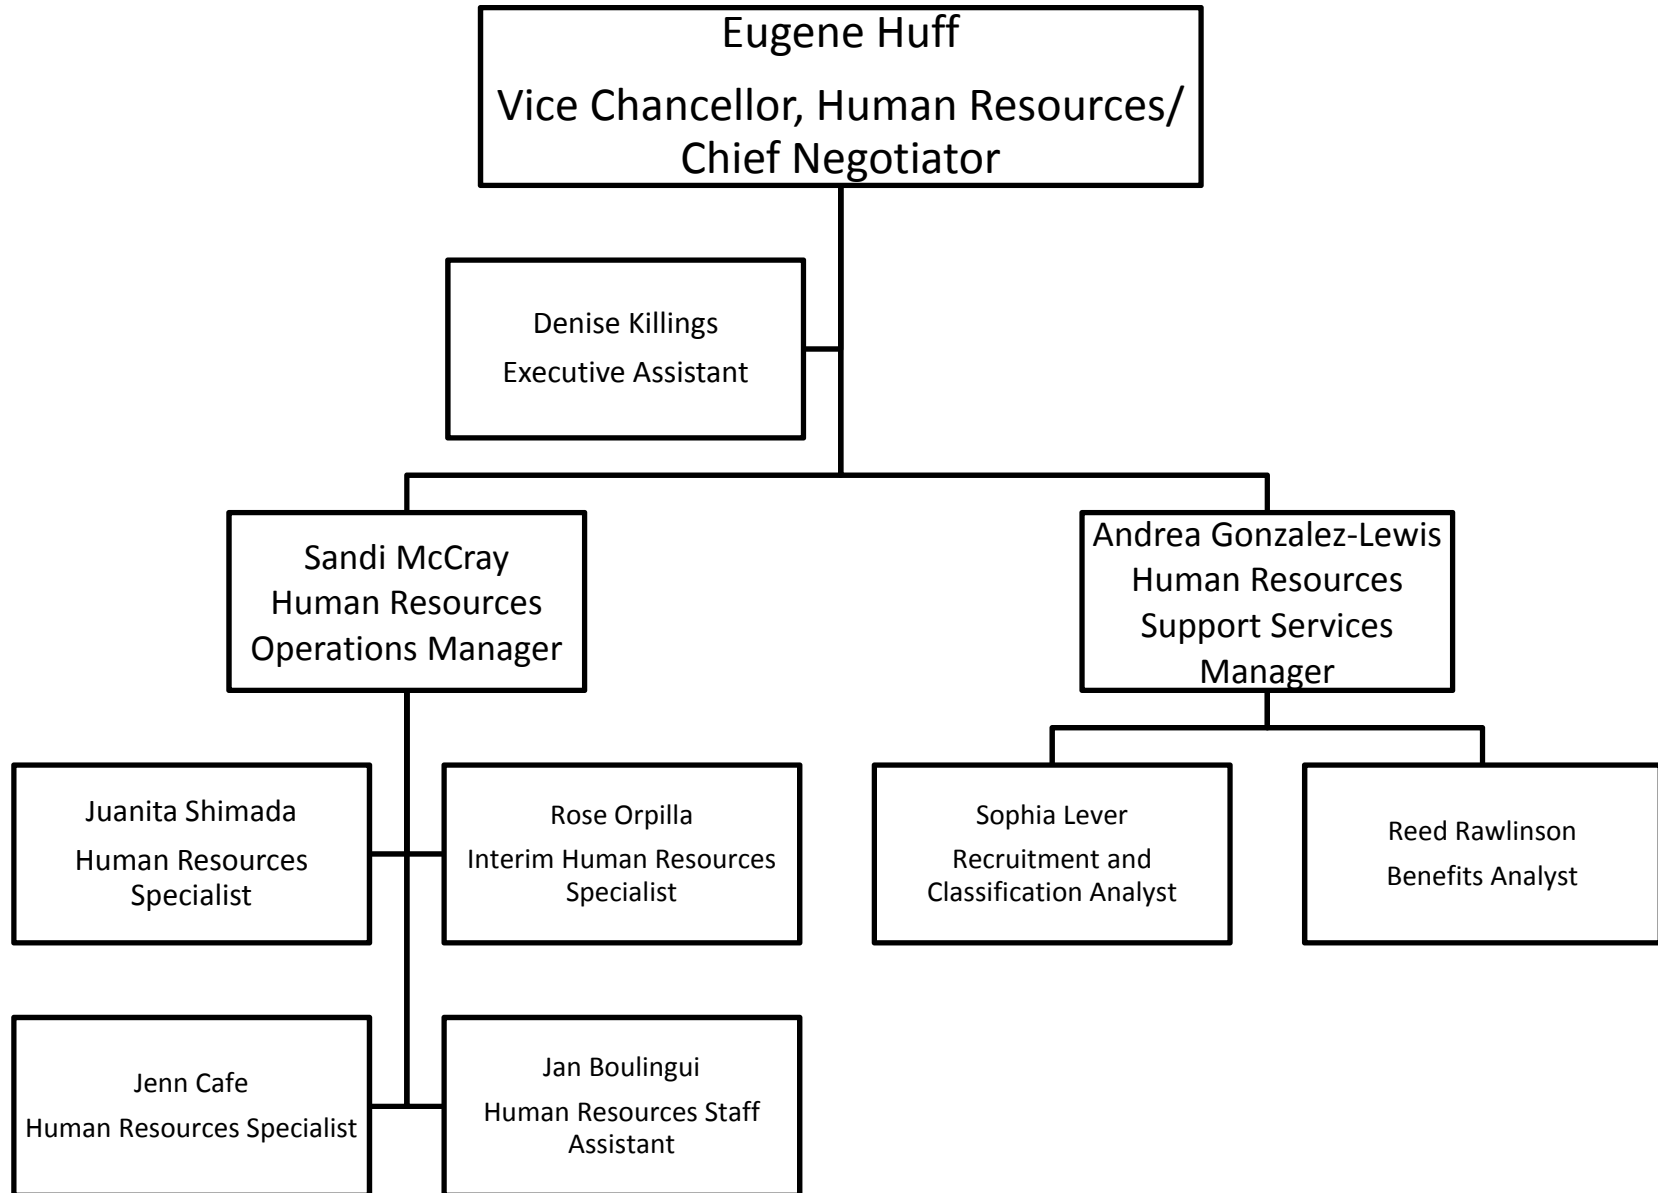 Eugene Huff
Vice Chancellor, Human Resources/
Chief Negotiator
Denise Killings
Executive Assistant
Sandi McCray
Human Resources
Operations Manager
Andrea Gonzalez-Lewis
Human Resources
Support Services
Manager
Juanita Shimada
Human Resources
Specialist
Rose Orpilla
Interim Human Resources
Specialist
Sophia Lever
Recruitment and
Classification Analyst
Reed Rawlinson
Benefits Analyst
Jenn Cafe
Human Resources Specialist
Jan Boulingui
Human Resources Staff
Assistant